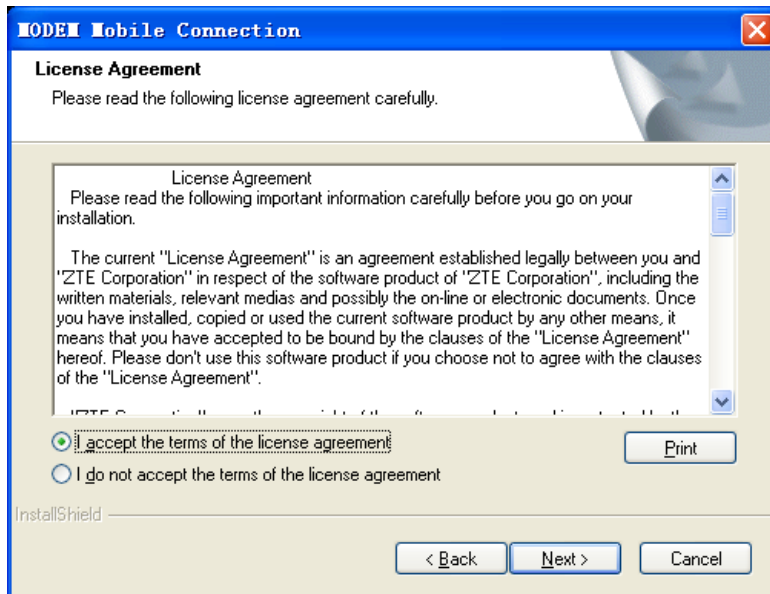 MODEM Mobile Connection
License Agreement
Please read the following license agreement carefully.
License Agreement
Please read the following important information carefully before you go on your
installation.
The current "License Agreement" is an agreement established legally between you and
"ZTE Corporation" in respect of the software product of "ZTE Corporation", including the
written materials, relevant medias and possibly the on-line or electronic documents. Once
you have installed, copied or used the current software product by any other means, it
means that you have accepted to be bound by the clauses of the "License Agreement"
hereof. Please don't use this software product if you choose not to agree with the clauses
of the "License Agreement".
I accept the terms of the license agreement
Print
I do not accept the terms of the license agreement
InstallShield
< Back
Next >
Cancel